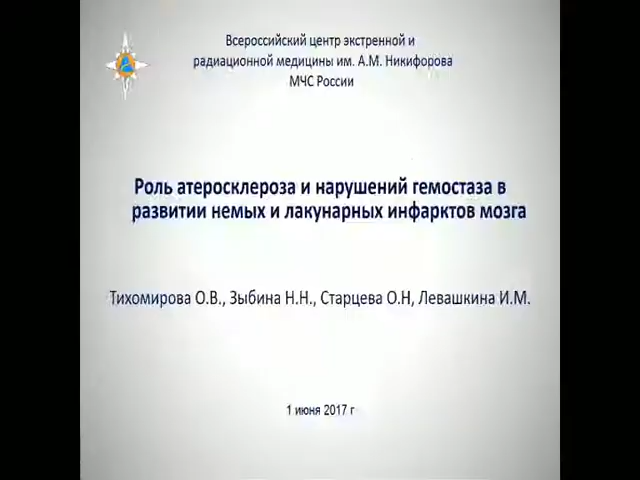 Всероссийский центр экстренной и
радиационной медицины им. А.М. Никифорова
МЧС России
Роль атеросклероза и нарушений гемостаза в
развитии немых и лакунарных инфарктов мозга
Тихомирова О.В., Зыбина Н.Н., Старцева О.Н, Левашкина И.М.
1 июня 2017 г